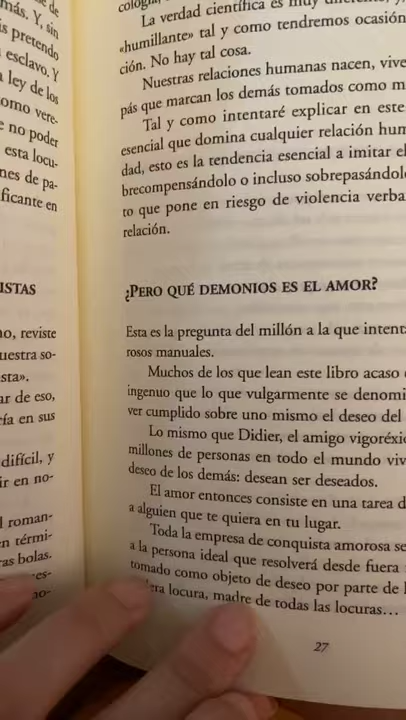 más. Y, sin
is pretendo
esclavo. Y
a ley de los
omo vere-
e no poder
esta locu-
nes de pa-
ficante en
ISTAS
no, reviste
uestra so-
sta».
ar de eso,
ía en sus
difícil, y
ir en no-
l roman-
n térmi-
ras bolas.
La verdad científica es muy
«humillante» tal y como tendremos ocasión
ción. No hay tal cosa.
Nuestras relaciones humanas nacen, vive
pás que marcan los demás tomados como m
Tal y como intentaré explicar en este
esencial que domina cualquier relación hum
dad, esto es la tendencia esencial a imitar el
brecompensándolo o incluso sobrepasándol
to que pone en riesgo de violencia verba
relación.
¿PERO QUÉ DEMONIOS ES EL AMOR?
Esta es la pregunta del millón a la que intent
rosos manuales.
Muchos de los que lean este libro acaso
ingenuo que lo que vulgarmente se denomi
ver cumplido sobre uno mismo el deseo del
Lo mismo que Didier, el amigo vigoréxic
millones de personas en todo el mundo viv
deseo de los demás: desean ser deseados.
El amor entonces consiste en una tarea d
a alguien que te quiera en tu lugar.
Toda la empresa de conquista amorosa se
a la persona ideal que resolverá desde fuera
tomado como objeto de deseo por parte de l
era locura, madre de todas las locuras…
27